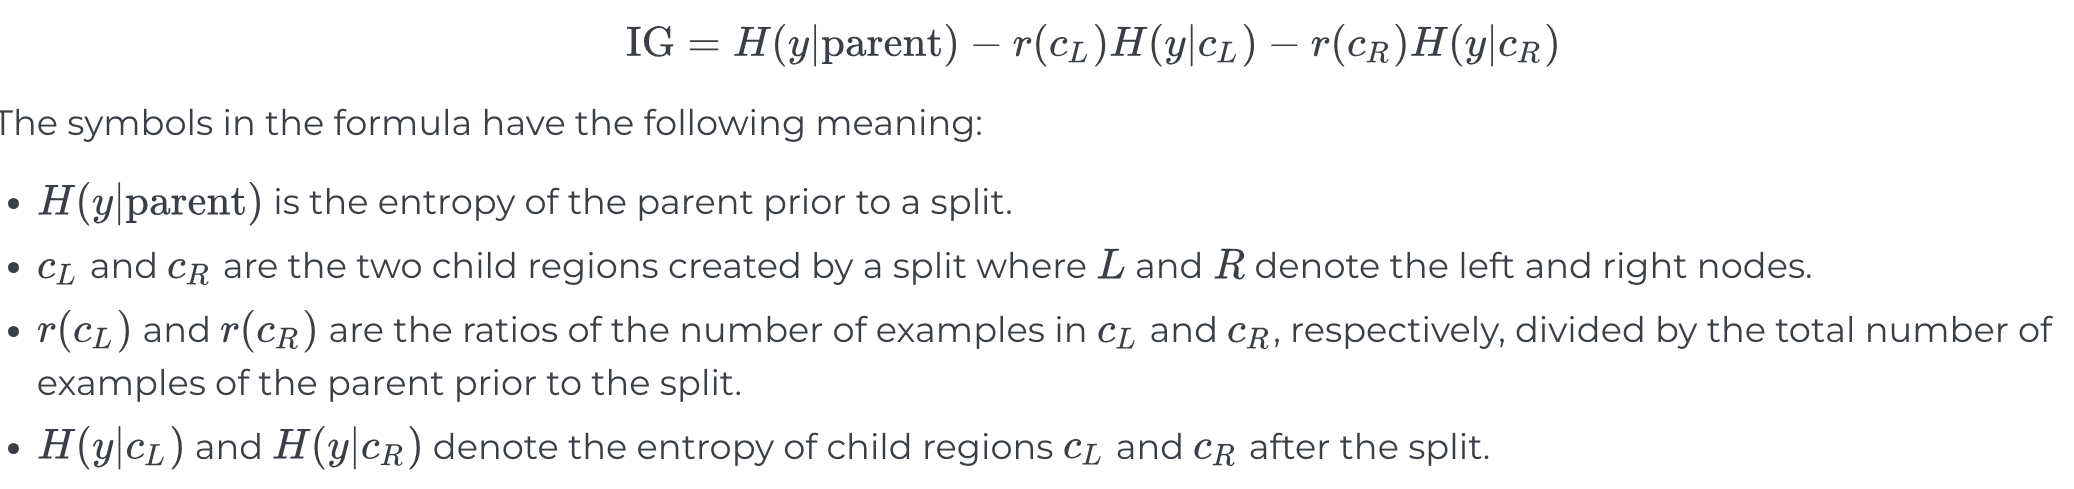 IG = H(y|parent) − r(c_L)H(y|c_L) − r(c_R)H(y|c_R)
The symbols in the formula have the following meaning:
• H(y|parent) is the entropy of the parent prior to a split.
• c_L and c_R are the two child regions created by a split where L and R denote the left and right nodes.
• r(c_L) and r(c_R) are the ratios of the number of examples in c_L and c_R, respectively, divided by the total number of
examples of the parent prior to the split.
• H(y|c_L) and H(y|c_R) denote the entropy of child regions c_L and c_R after the split.